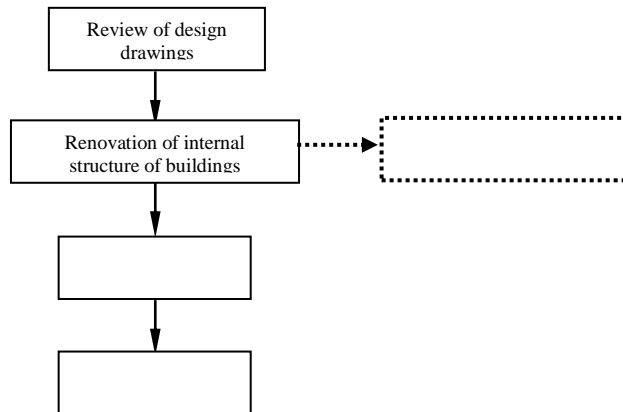 Review of design
drawings
Renovation of internal
structure of buildings